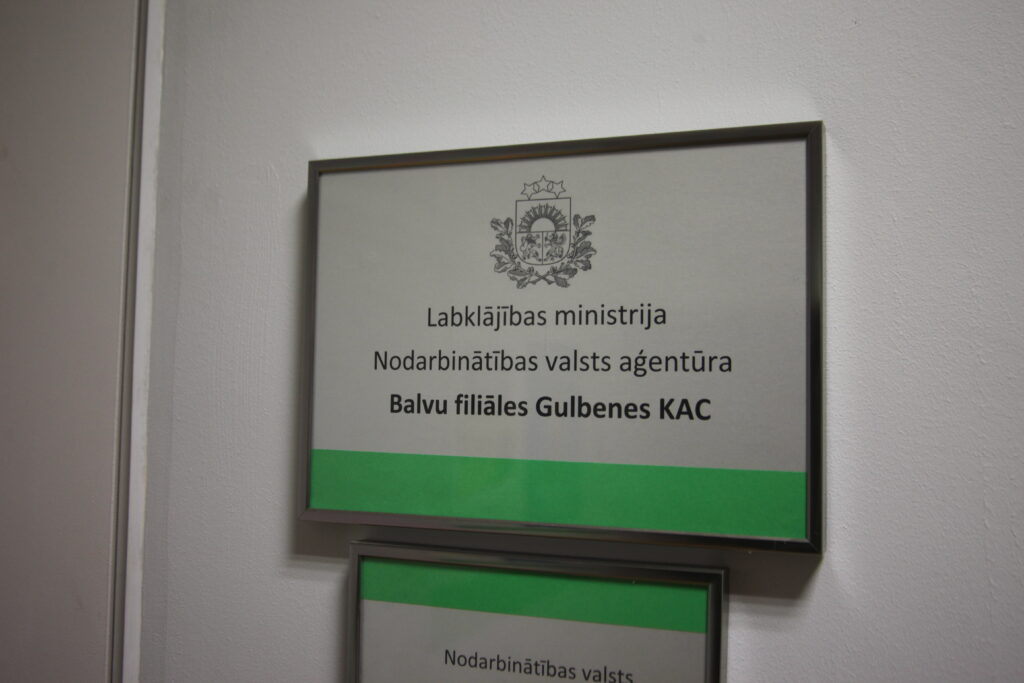 Labklājības ministrija
Nodarbinātības valsts aģentūra
Balvu filiāles Gulbenes KAC
Nodarbinātības valsts